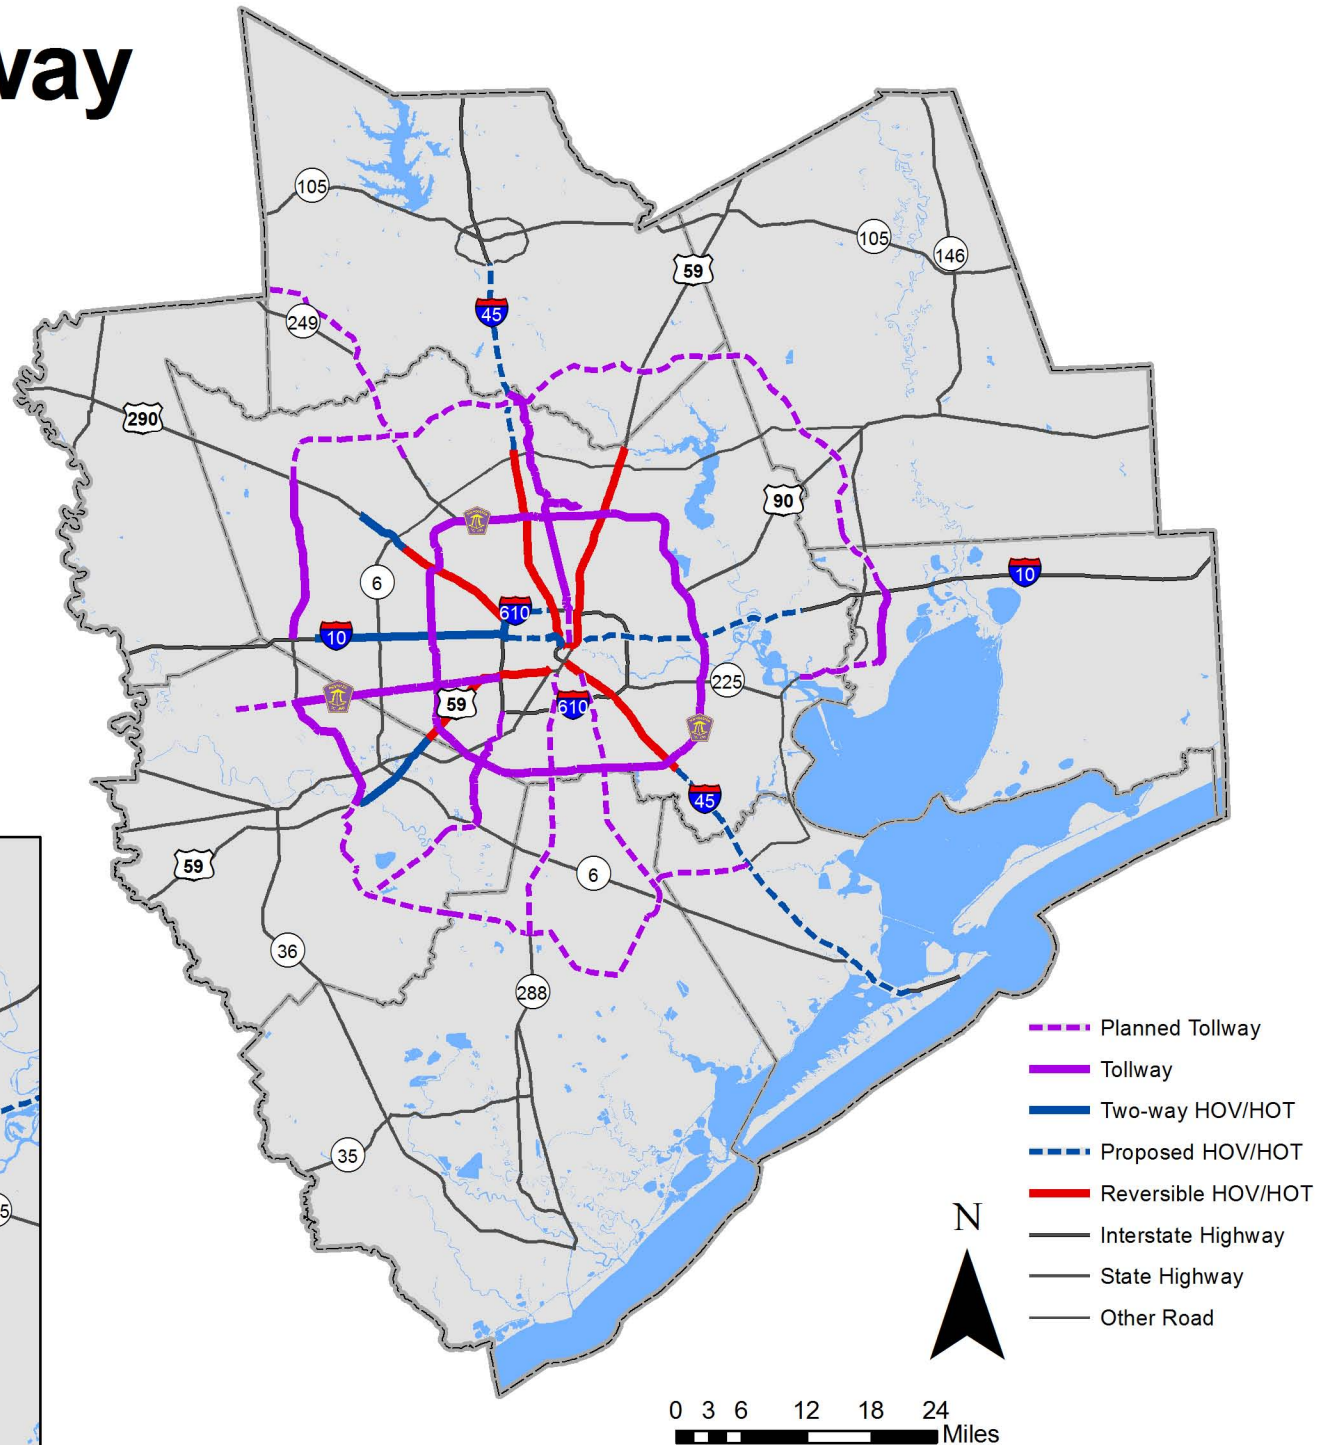 way
105
105
146
59
45
249
290
90
10
6
610
10
225
59
610
45
59
6
36
288
35
5
Planned Tollway
Tollway
Two-way HOV/HOT
Proposed HOV/HOT
Reversible HOV/HOT
Interstate Highway
State Highway
Other Road
N
0 3 6 12 18 24
Miles